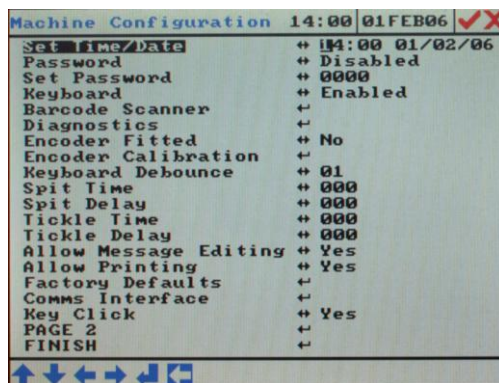 Machine Configuration 14:00 01FEB06
Set Time/Date ↔ 14:00 01/02/06
Password ↔ Disabled
Set Password ↔ 0000
Keyboard ↔ Enabled
Barcode Scanner ↵
Diagnostics ↵
Encoder Fitted ↔ No
Encoder Calibration ↵
Keyboard Debounce ↔ 01
Spit Time ↔ 000
Spit Delay ↔ 000
Tickle Time ↔ 000
Tickle Delay ↔ 000
Allow Message Editing ↔ Yes
Allow Printing ↔ Yes
Factory Defaults ↵
Comms Interface ↵
Key Click ↔ Yes
PAGE 2 ↵
FINISH ↵